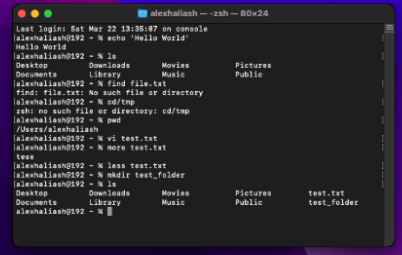 alexhaliash — -zsh — 80×24
Last login: Sat Mar 22 13:35:07 on console
[alexhaliash@192 ~ % echo 'Hello World'
Hello World
[alexhaliash@192 ~ % ls
Desktop Downloads Movies Pictures
Documents Library Music Public
[alexhaliash@192 ~ % find file.txt
find: file.txt: No such file or directory
[alexhaliash@192 ~ % cd/tmp
zsh: no such file or directory: cd/tmp
[alexhaliash@192 ~ % pwd
/Users/alexhaliash
[alexhaliash@192 ~ % vi test.txt
[alexhaliash@192 ~ % more test.txt
tese
[alexhaliash@192 ~ % less test.txt
[alexhaliash@192 ~ % mkdir test_folder
[alexhaliash@192 ~ % ls
Desktop Downloads Movies Pictures test.txt
Documents Library Music Public test_folder
alexhaliash@192 ~ %